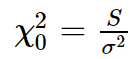 χ₀² = S/σ²